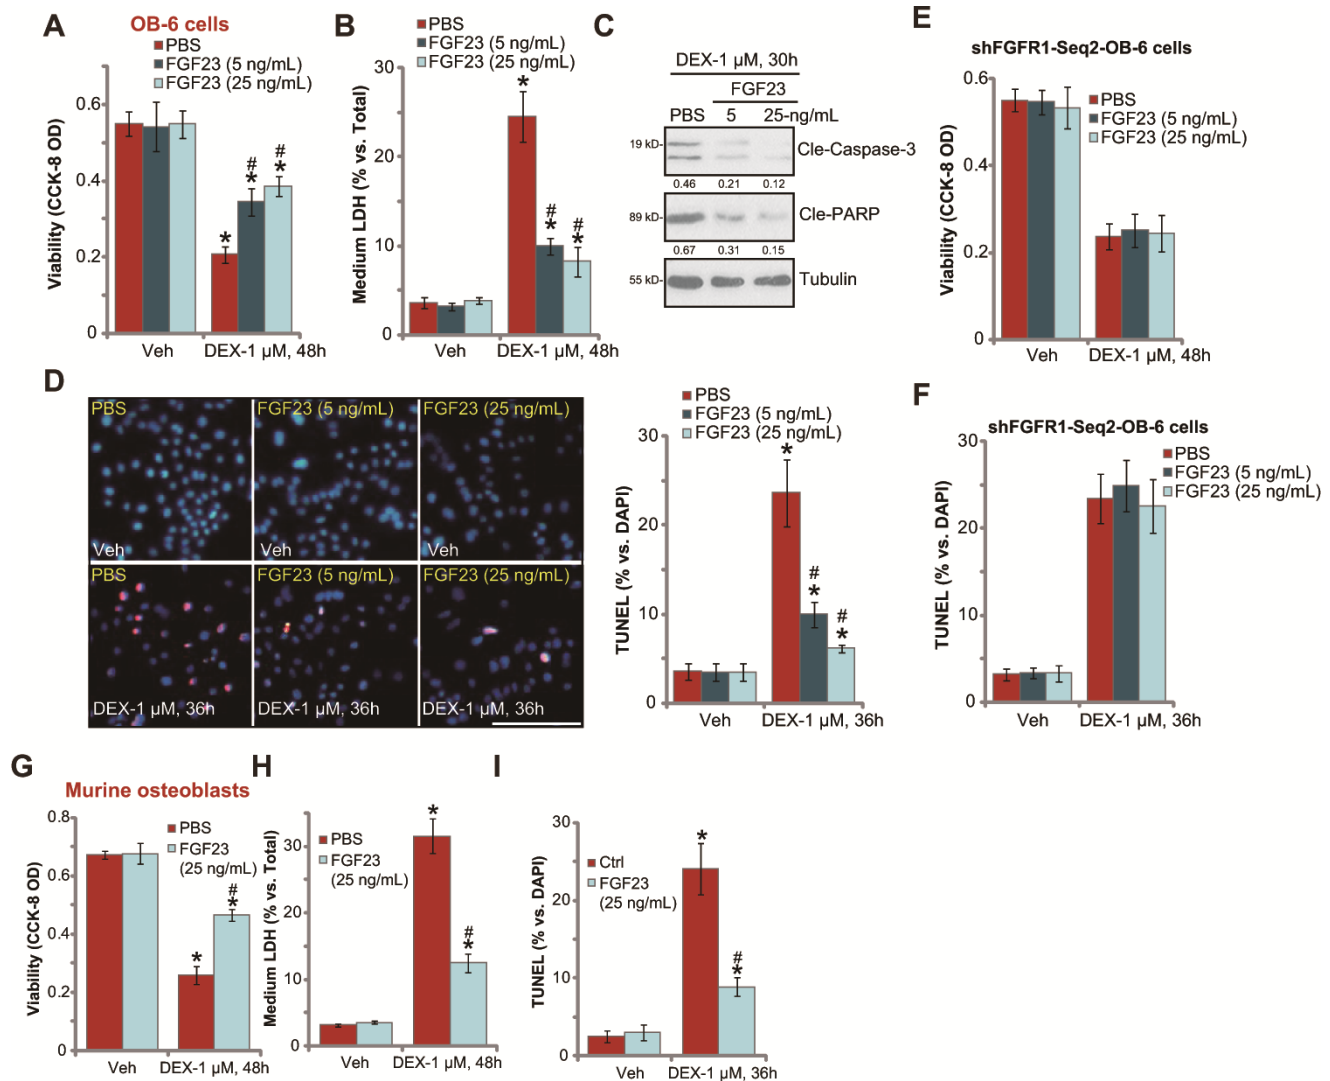 A
OB-6 cells
PBS
FGF23 (5 ng/mL)
FGF23 (25 ng/mL)
Viability (CCK-8 OD)
0.6
0.4
0.2
0
*
#
*
#
*
Veh
DEX-1 µM, 48h
B
PBS
FGF23 (5 ng/mL)
FGF23 (25 ng/mL)
Medium LDH (% vs. Total)
30
20
10
0
*
#
*
#
*
Veh
DEX-1 µM, 48h
C
DEX-1 µM, 30h
FGF23
PBS 5 25-ng/mL
19 kD-
Cle-Caspase-3
0.46 0.21 0.12
89 kD-
Cle-PARP
0.67 0.31 0.15
55 kD-
Tubulin
D
PBS
FGF23 (5 ng/mL)
FGF23 (25 ng/mL)
Veh
Veh
Veh
PBS
FGF23 (5 ng/mL)
FGF23 (25 ng/mL)
DEX-1 µM, 36h
DEX-1 µM, 36h
DEX-1 µM, 36h
PBS
FGF23 (5 ng/mL)
FGF23 (25 ng/mL)
TUNEL (% vs. DAPI)
30
20
10
0
*
#
*
#
*
Veh
DEX-1 µM, 36h
E
shFGFR1-Seq2-OB-6 cells
PBS
FGF23 (5 ng/mL)
FGF23 (25 ng/mL)
Viability (CCK-8 OD)
0.6
0.4
0.2
0
Veh
DEX-1 µM, 48h
F
shFGFR1-Seq2-OB-6 cells
PBS
FGF23 (5 ng/mL)
FGF23 (25 ng/mL)
TUNEL (% vs. DAPI)
30
20
10
0
Veh
DEX-1 µM, 36h
G
Murine osteoblasts
PBS
FGF23
(25 ng/mL)
Viability (CCK-8 OD)
0.8
0.6
0.4
0.2
0
*
#
*
Veh
DEX-1 µM, 48h
H
PBS
FGF23
(25 ng/mL)
Medium LDH (% vs. Total)
30
20
10
0
*
#
*
Veh
DEX-1 µM, 48h
I
Ctrl
FGF23
(25 ng/mL)
TUNEL (% vs. DAPI)
30
20
10
0
*
#
*
Veh
DEX-1 µM, 36h